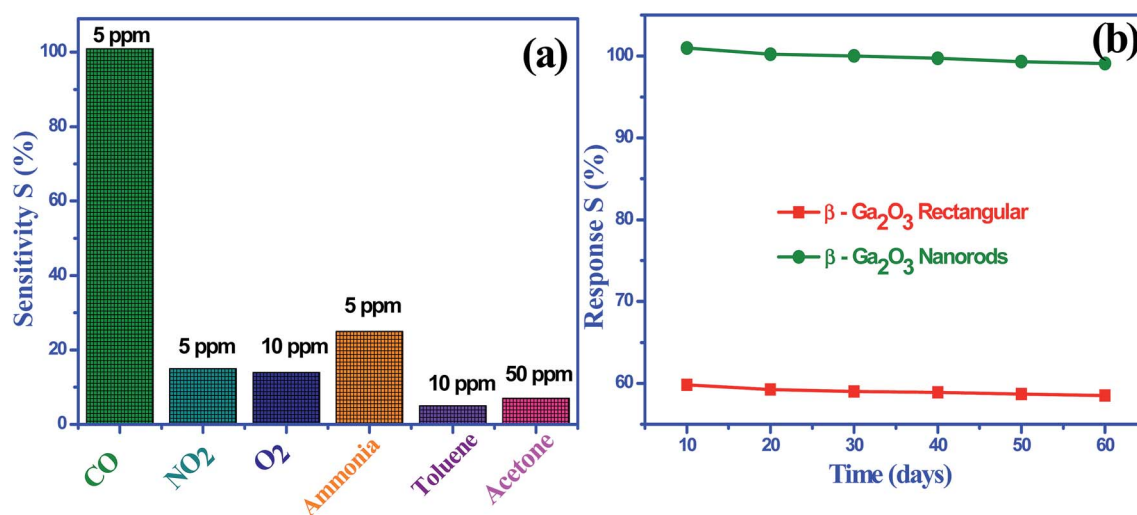 (a)
Sensitivity S (%)
100
80
60
40
20
0
5 ppm
5 ppm
10 ppm
5 ppm
10 ppm
50 ppm
CO
NO2
O2
Ammonia
Toluene
Acetone
(b)
Response S (%)
100
90
80
70
60
β - Ga2O3 Rectangular
β - Ga2O3 Nanorods
10 20 30 40 50 60
Time (days)